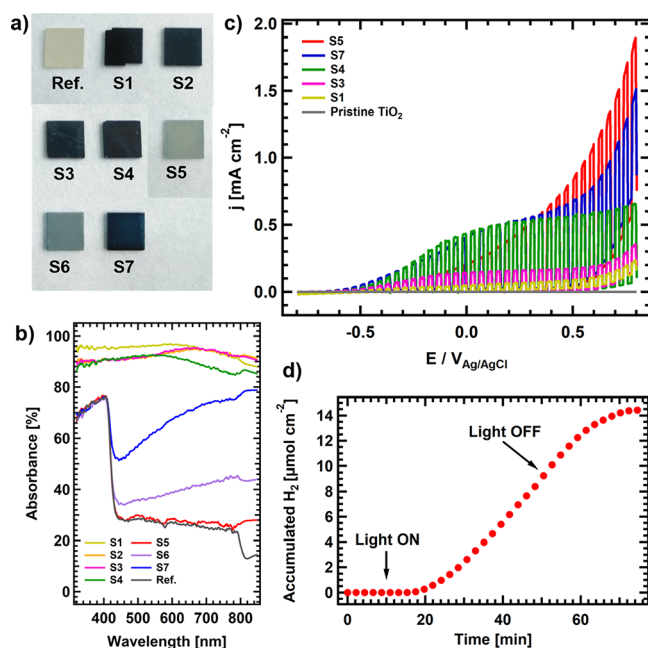 a)
Ref. S1 S2
S3 S4 S5
S6 S7
c)
j [mA cm-2]
2.0
1.5
1.0
0.5
0.0
S5
S7
S4
S3
S1
Pristine TiO2
-0.5 0.0 0.5
E / VAg/AgCl
b)
Absorbance [%]
100
80
60
40
20
0
S1 S5
S2 S6
S3 S7
S4 Ref.
400 500 600 700 800
Wavelength [nm]
d)
Accumulated H2 [µmol cm-2]
14
12
10
8
6
4
2
0
Light OFF
Light ON
0 20 40 60
Time [min]